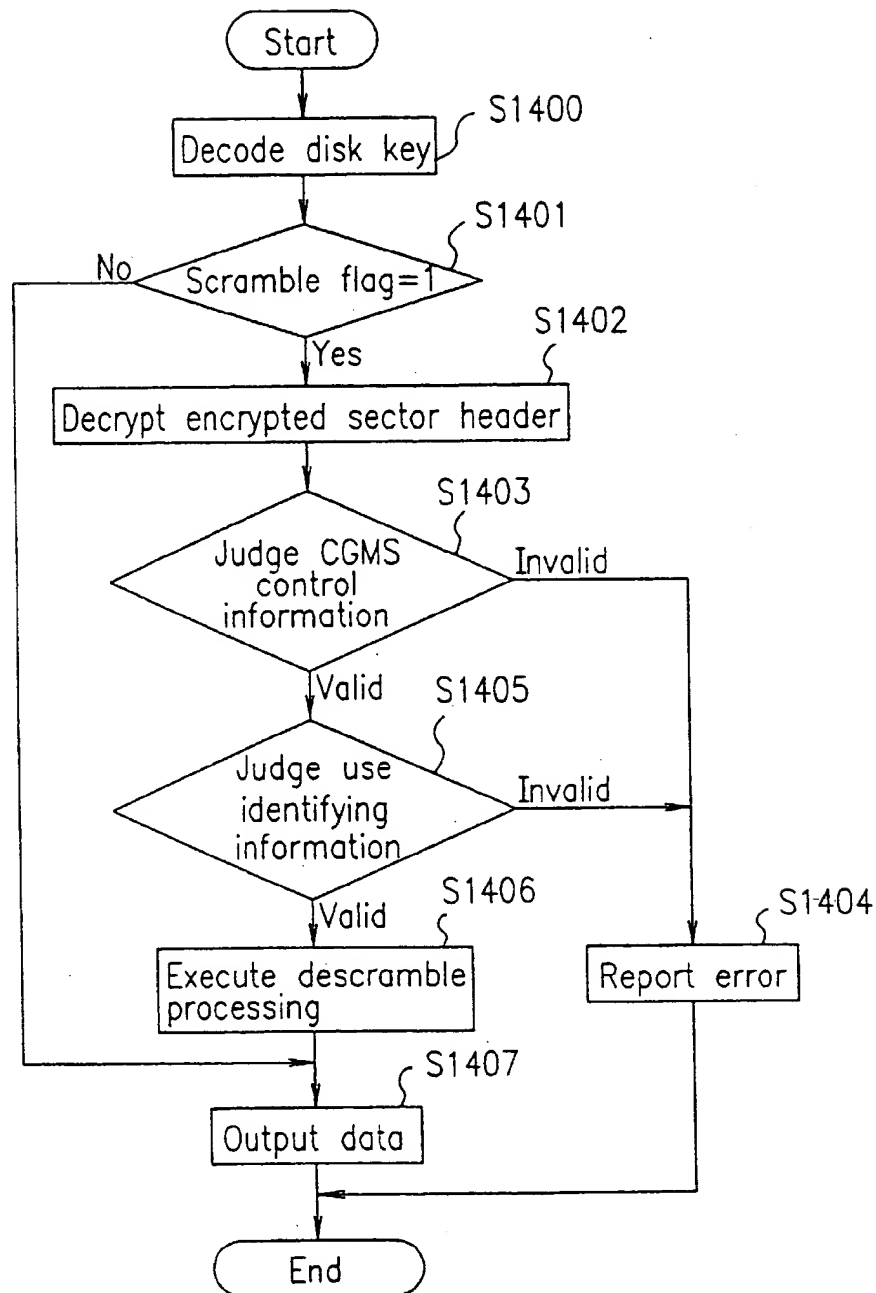 Start
S1400
Decode disk key
S1401
No
Scramble flag=1
Yes
S1402
Decrypt encrypted sector header
S1403
Judge CGMS
control
information
Invalid
Valid
S1405
Judge use
identifying
information
Invalid
Valid
S1406
Execute descramble
processing
S1404
Report error
S1407
Output data
End